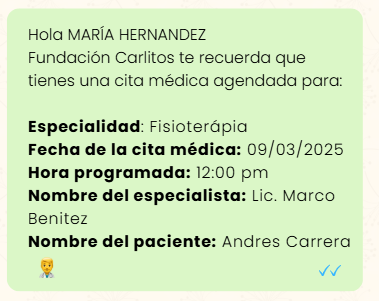 Hola MARÍA HERNANDEZ
Fundación Carlitos te recuerda que
tienes una cita médica agendada para:
Especialidad: Fisioterápia
Fecha de la cita médica: 09/03/2025
Hora programada: 12:00 pm
Nombre del especialista: Lic. Marco
Benitez
Nombre del paciente: Andres Carrera